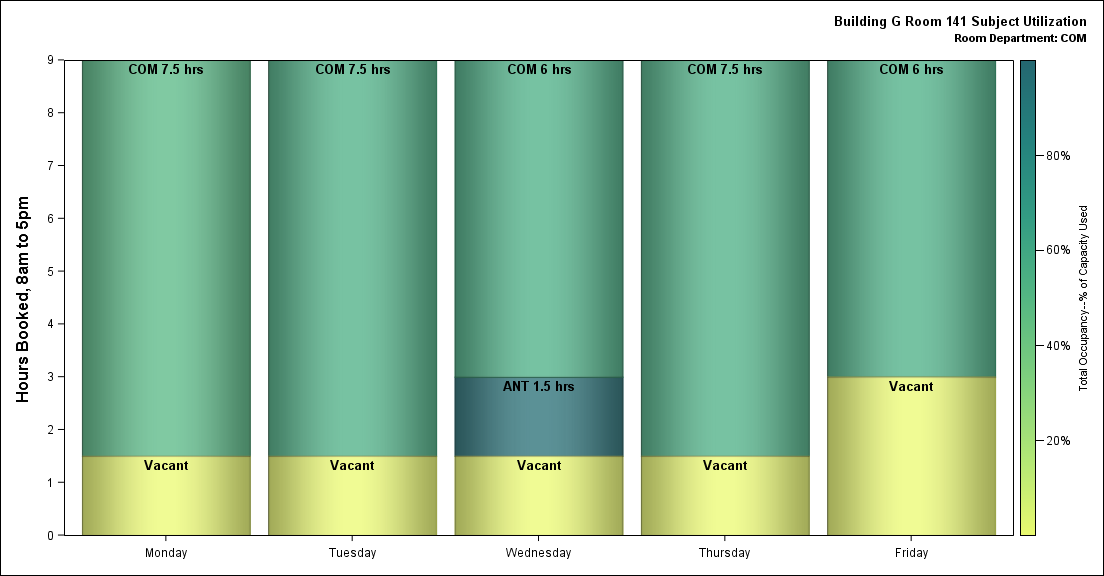 Building G Room 141 Subject Utilization
Room Department: COM
Hours Booked, 8am to 5pm
9
8
7
6
5
4
3
2
1
0
COM 7.5 hrs
Vacant
COM 7.5 hrs
Vacant
COM 6 hrs
ANT 1.5 hrs
Vacant
COM 7.5 hrs
Vacant
COM 6 hrs
Vacant
Monday
Tuesday
Wednesday
Thursday
Friday
80%
60%
40%
20%
Total Occupancy--% of Capacity Used